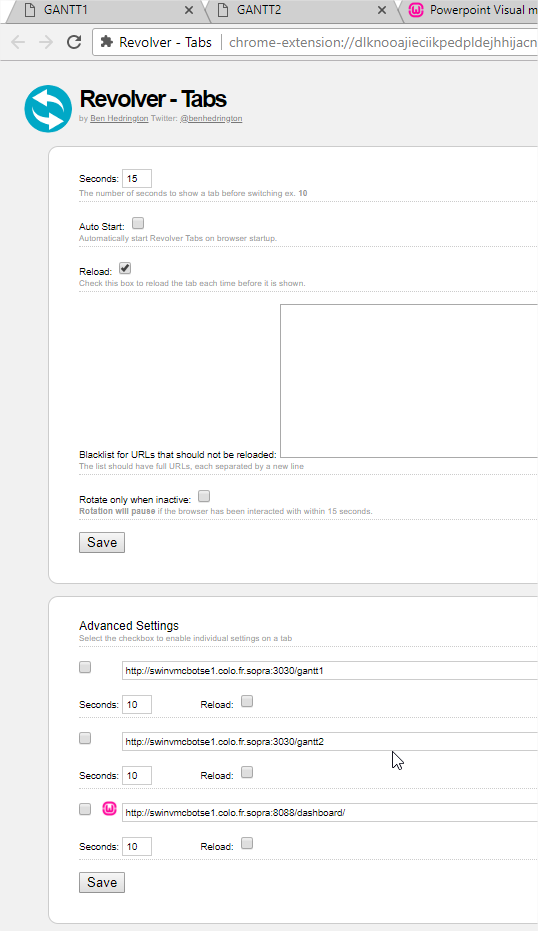 GANTT1
GANTT2
Powerpoint Visual m
Revolver - Tabs
chrome-extension://dlknooajieciikpedpldejhhijacn
Revolver - Tabs
by Ben Hedrington Twitter: @benhedrington
Seconds: 15
The number of seconds to show a tab before switching ex. 10
Auto Start:
Automatically start Revolver Tabs on browser startup.
Reload:
Check this box to reload the tab each time before it is shown.
Blacklist for URLs that should not be reloaded:
The list should have full URLs, each separated by a new line
Rotate only when inactive:
Rotation will pause if the browser has been interacted with within 15 seconds.
Save
Advanced Settings
Select the checkbox to enable individual settings on a tab
http://swinvmcbotse1.colo.fr.sopra:3030/gantt1
Seconds: 10 Reload:
http://swinvmcbotse1.colo.fr.sopra:3030/gantt2
Seconds: 10 Reload:
http://swinvmcbotse1.colo.fr.sopra:8088/dashboard/
Seconds: 10 Reload:
Save